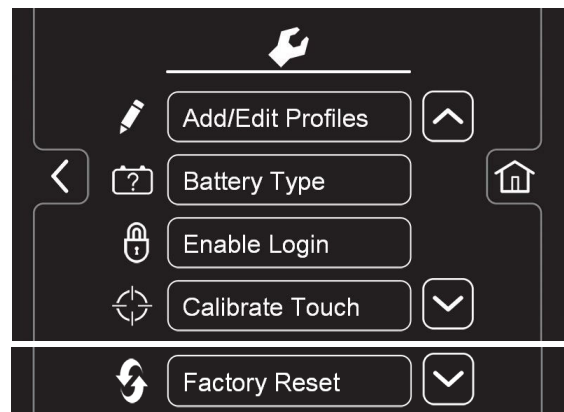 Add/Edit Profiles
Battery Type
Enable Login
Calibrate Touch
Factory Reset